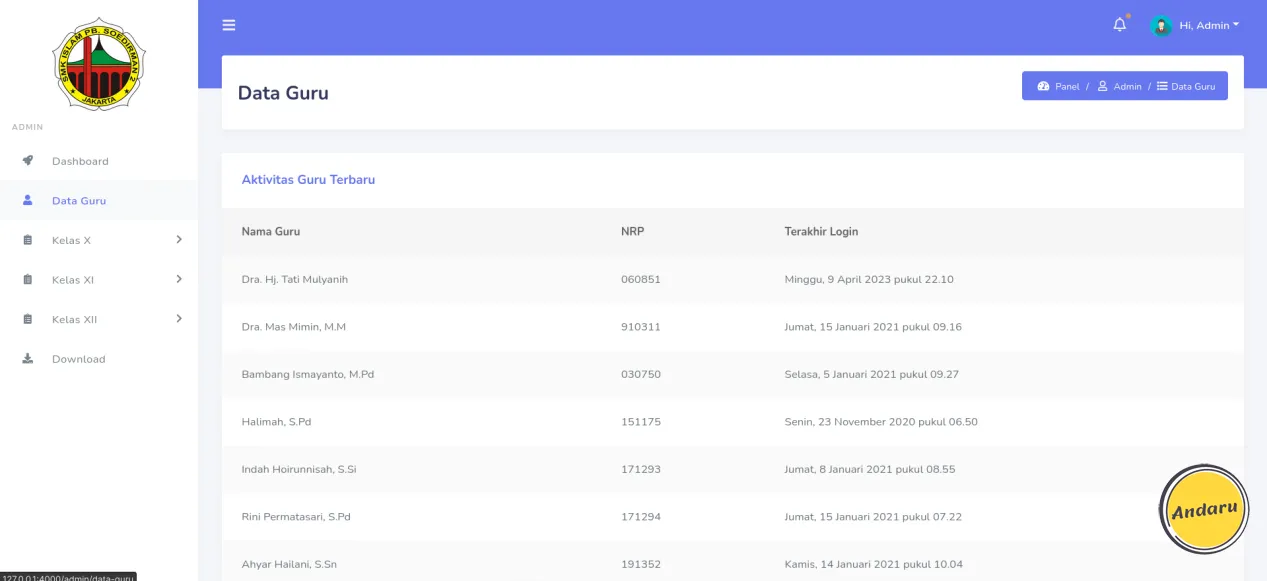 SMK ISLAM PB. SOEDIRMAN 2
JAKARTA
Hi, Admin
Data Guru
Panel / Admin / Data Guru
ADMIN
Dashboard
Data Guru
Kelas X
Kelas XI
Kelas XII
Download
Aktivitas Guru Terbaru
Nama Guru NRP Terakhir Login
Dra. Hj. Tati Mulyanih 060851 Minggu, 9 April 2023 pukul 22.10
Dra. Mas Mimin, M.M 910311 Jumat, 15 Januari 2021 pukul 09.16
Bambang Ismayanto, M.Pd 030750 Selasa, 5 Januari 2021 pukul 09.27
Halimah, S.Pd 151175 Senin, 23 November 2020 pukul 06.50
Indah Hoirunnisah, S.Si 171293 Jumat, 8 Januari 2021 pukul 08.55
Rini Permatasari, S.Pd 171294 Jumat, 15 Januari 2021 pukul 07.22
Ahyar Hailani, S.Sn 191352 Kamis, 14 Januari 2021 pukul 10.04
Andaru
127.0.0.1:4000/admin/data-guru